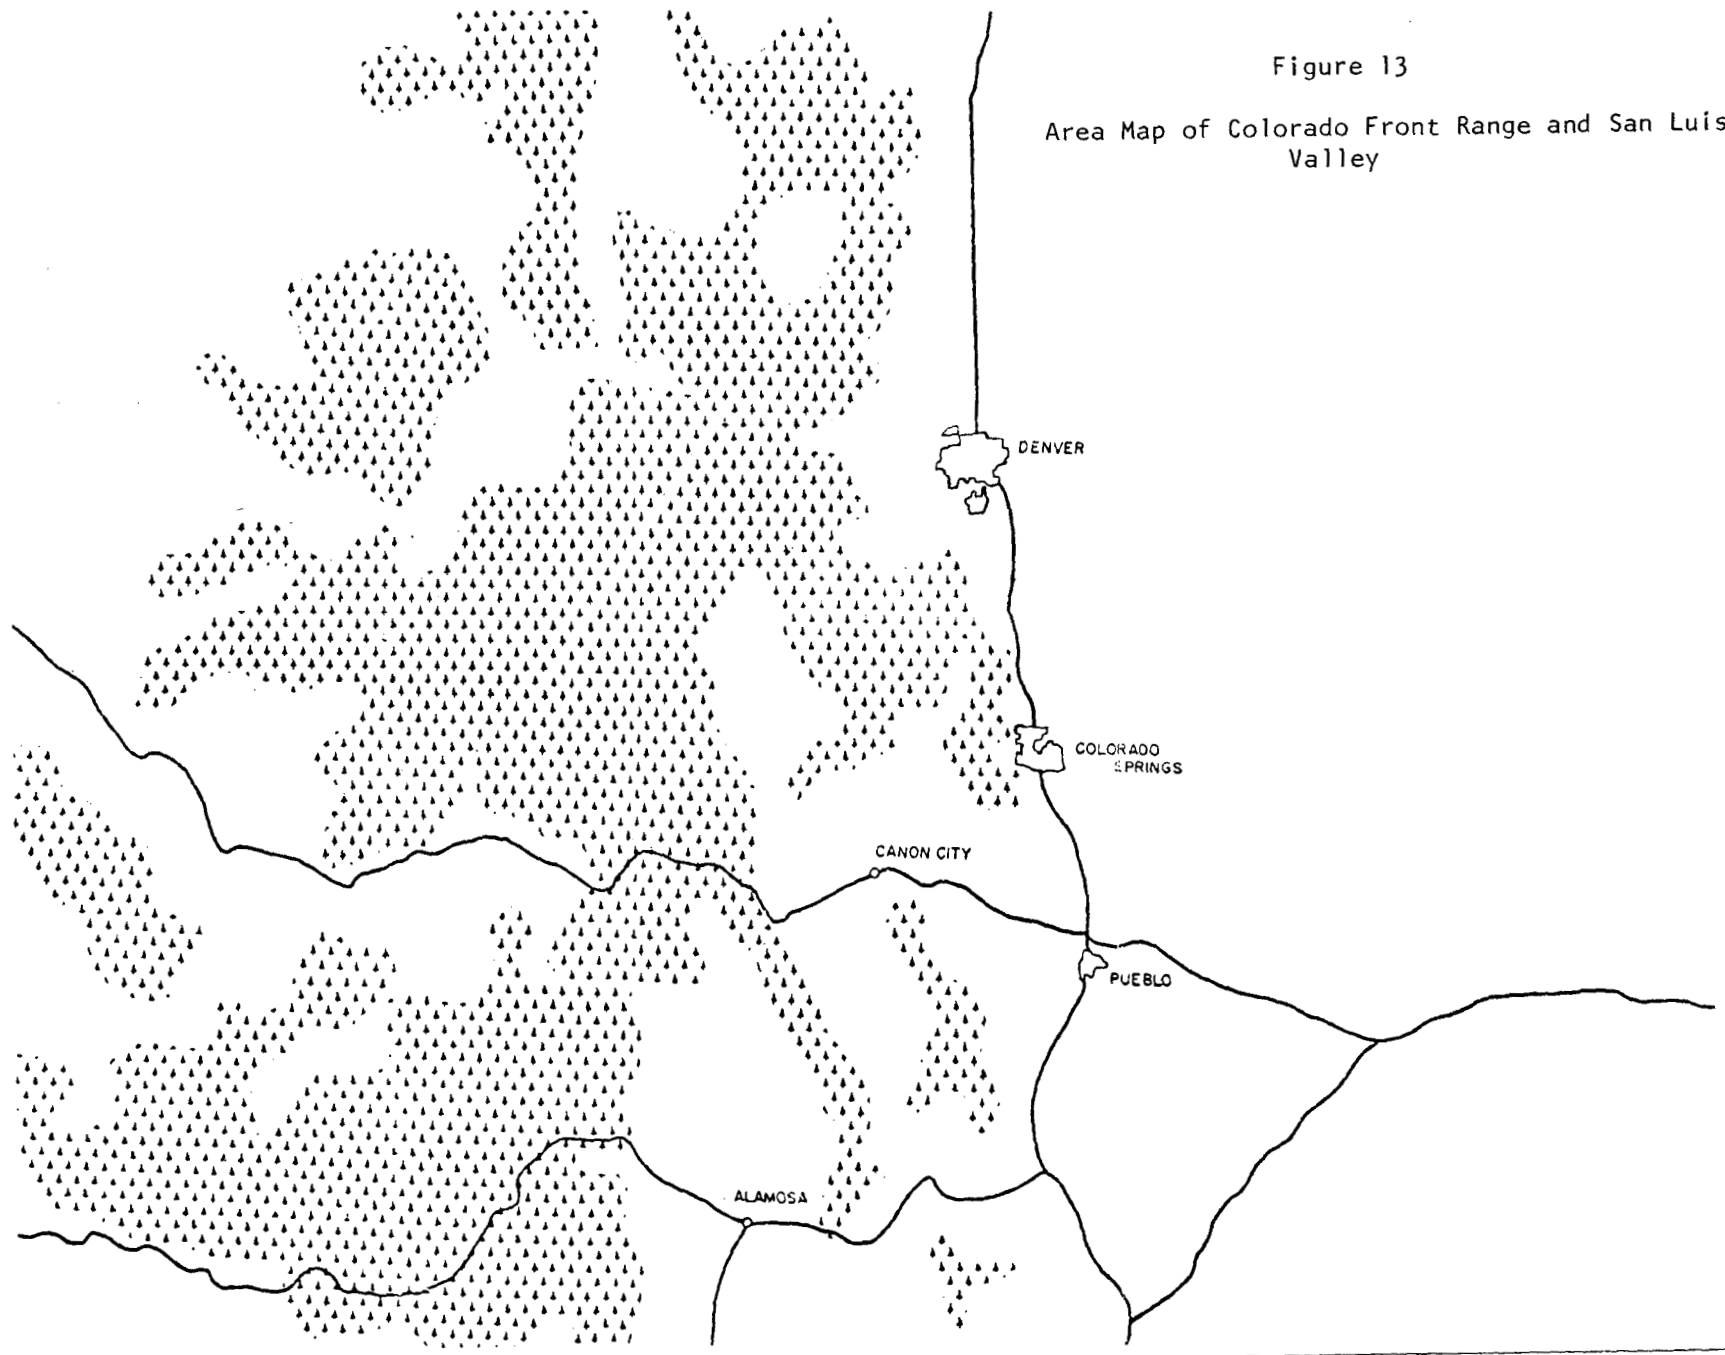 Figure 13
Area Map of Colorado Front Range and San Luis
Valley
DENVER
COLORADO
SPRINGS
CANON CITY
PUEBLO
ALAMOSA